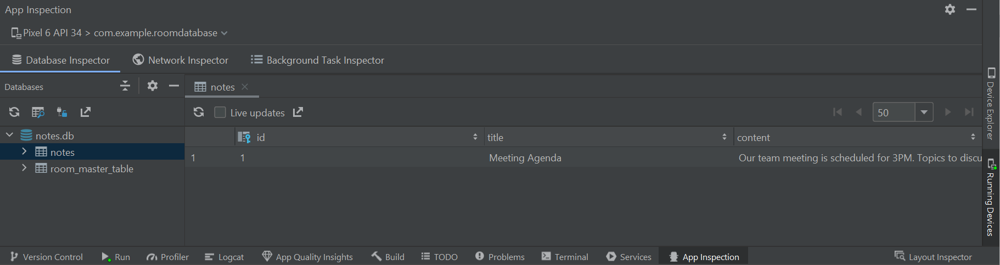 App Inspection
Pixel 6 API 34 > com.example.roomdatabase
Database Inspector Network Inspector Background Task Inspector
Databases
notes
Live updates
50
notes.db
notes
room_master_table
id title content
1 1 Meeting Agenda Our team meeting is scheduled for 3PM. Topics to discu
Device Explorer
Running Devices
Version Control Run Profiler Logcat App Quality Insights Build TODO Problems Terminal Services App Inspection Layout Inspector